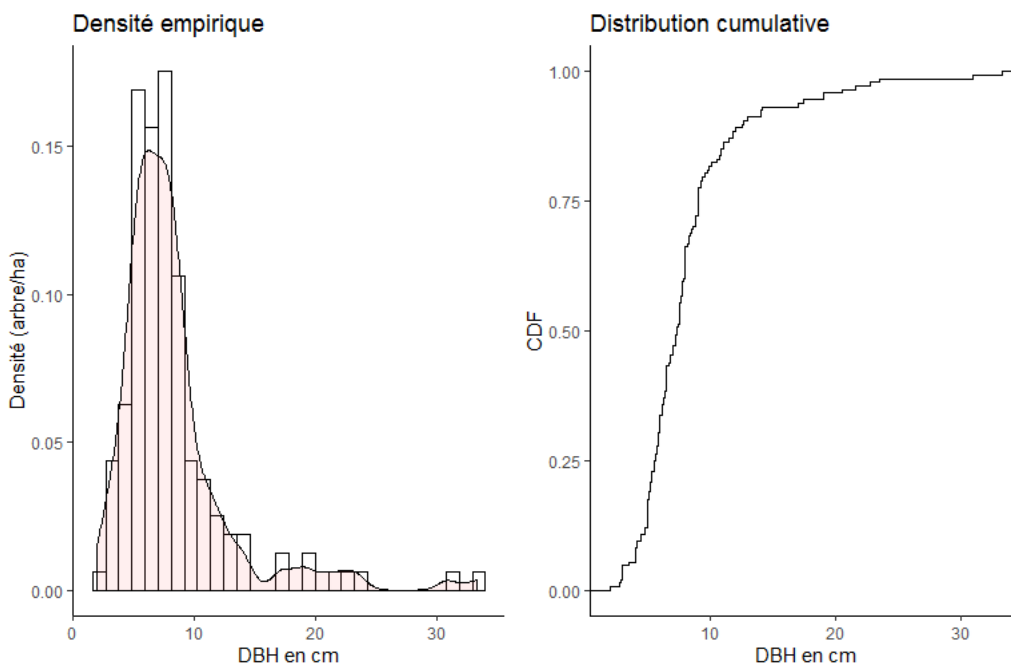 Densité empirique
Densité (arbre/ha)
0.15
0.10
0.05
0.00
0
10
20
30
DBH en cm
Distribution cumulative
CDF
1.00
0.75
0.50
0.25
0.00
10
20
30
DBH en cm